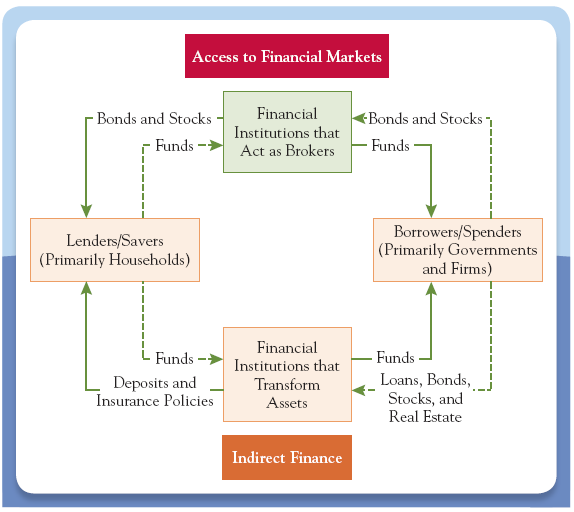 Access to Financial Markets
Bonds and Stocks
Funds
Financial
Institutions that
Act as Brokers
Bonds and Stocks
Funds
Lenders/Savers
(Primarily Households)
Borrowers/Spenders
(Primarily Governments
and Firms)
Funds
Deposits and
Insurance Policies
Financial
Institutions that
Transform
Assets
Funds
Loans, Bonds,
Stocks, and
Real Estate
Indirect Finance